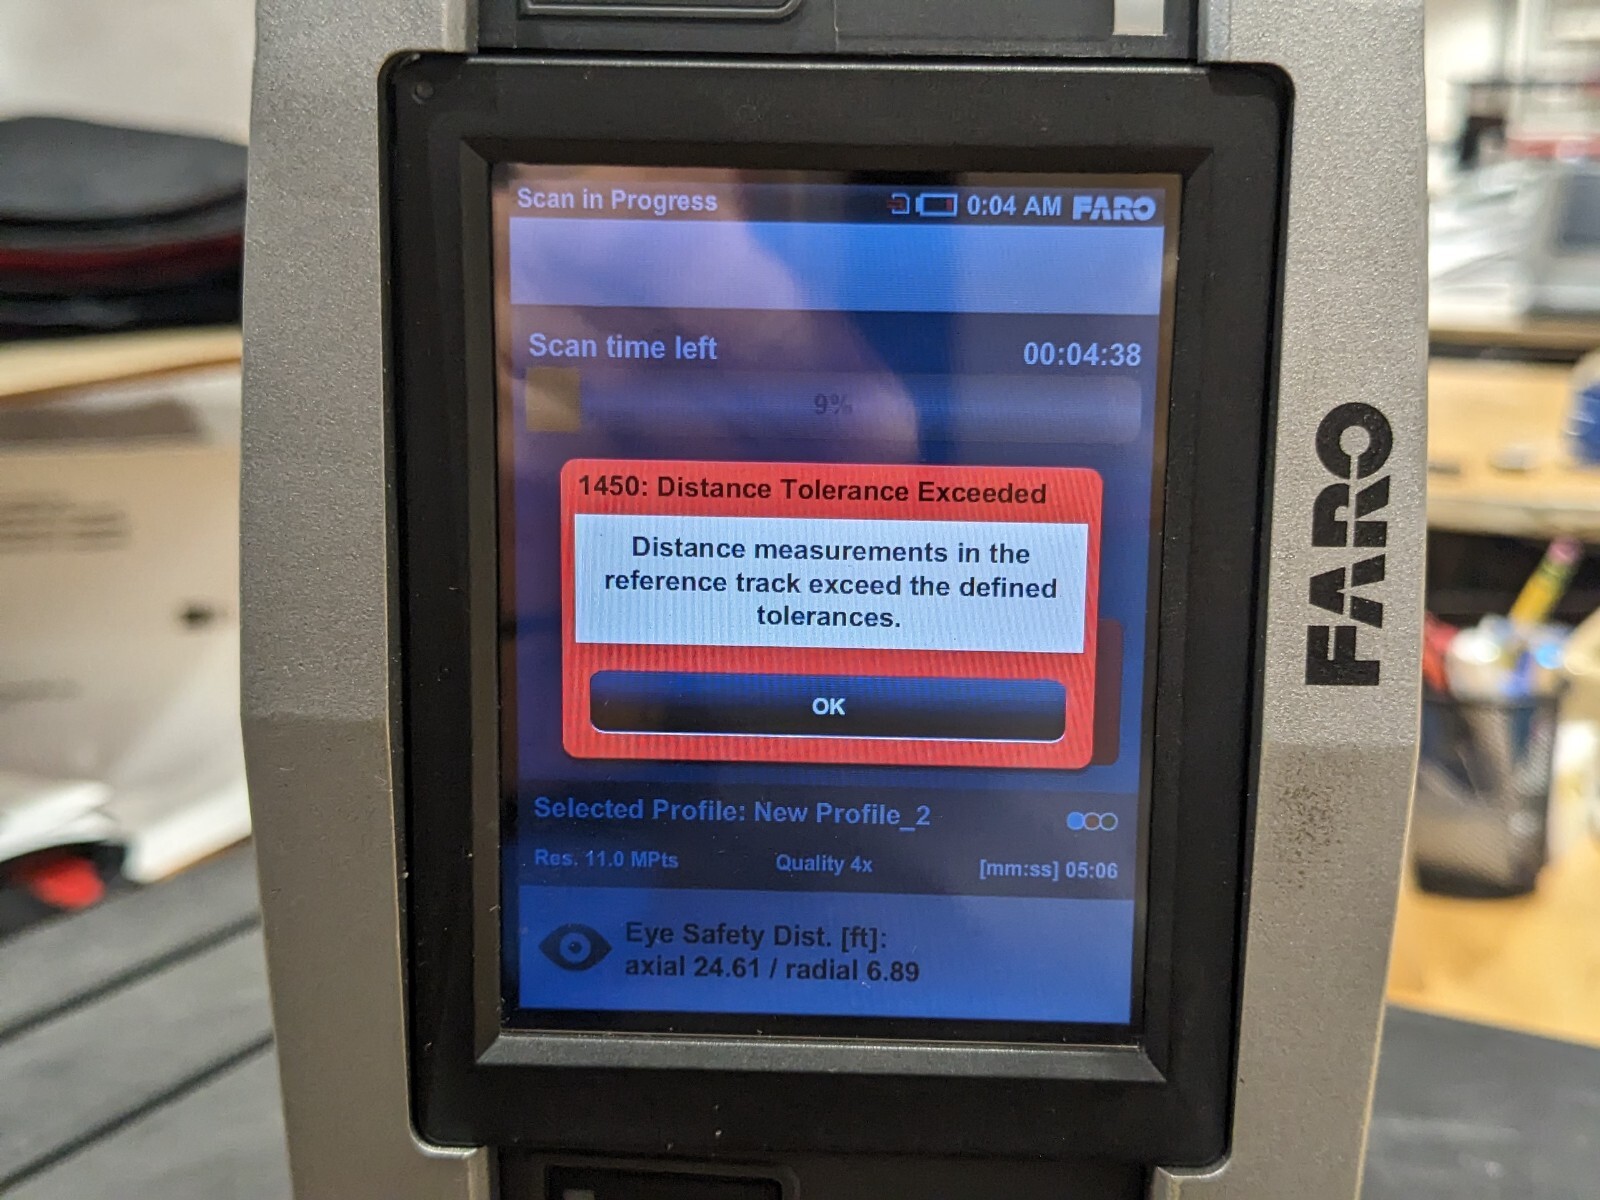 Scan in Progress 0:04 AM FARO
Scan time left 00:04:38
9%
1450: Distance Tolerance Exceeded
Distance measurements in the
reference track exceed the defined
tolerances.
OK
Selected Profile: New Profile_2
Res. 11.0 MPts Quality 4x [mm:ss] 05:06
Eye Safety Dist. [ft]:
axial 24.61 / radial 6.89
FARO